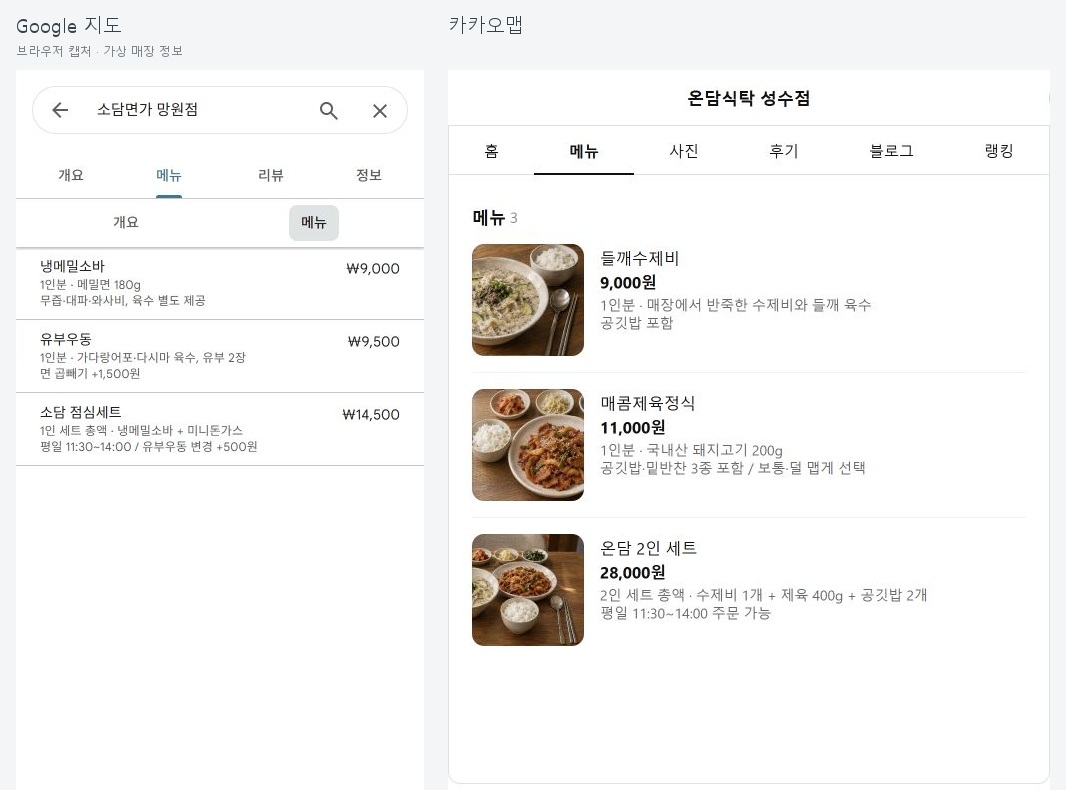 Google 지도
브라우저 캡처 · 가상 매장 정보
소담면가 망원점
개요 메뉴 리뷰 정보
개요 메뉴
냉메밀소바 ₩9,000
1인분 · 메밀면 180g
무즙·대파·와사비, 육수 별도 제공
유부우동 ₩9,500
1인분 · 가다랑어포·다시마 육수, 유부 2장
면 곱빼기 +1,500원
소담 점심세트 ₩14,500
1인 세트 총액 · 냉메밀소바 + 미니돈가스
평일 11:30~14:00 / 유부우동 변경 +500원
카카오맵
온담식탁 성수점
홈 메뉴 사진 후기 블로그 랭킹
메뉴 3
들깨수제비
9,000원
1인분 · 매장에서 반죽한 수제비와 들깨 육수
공깃밥 포함
매콤제육정식
11,000원
1인분 · 국내산 돼지고기 200g
공깃밥·밑반찬 3종 포함 / 보통·덜 맵게 선택
온담 2인 세트
28,000원
2인 세트 총액 · 수제비 1개 + 제육 400g + 공깃밥 2개
평일 11:30~14:00 주문 가능